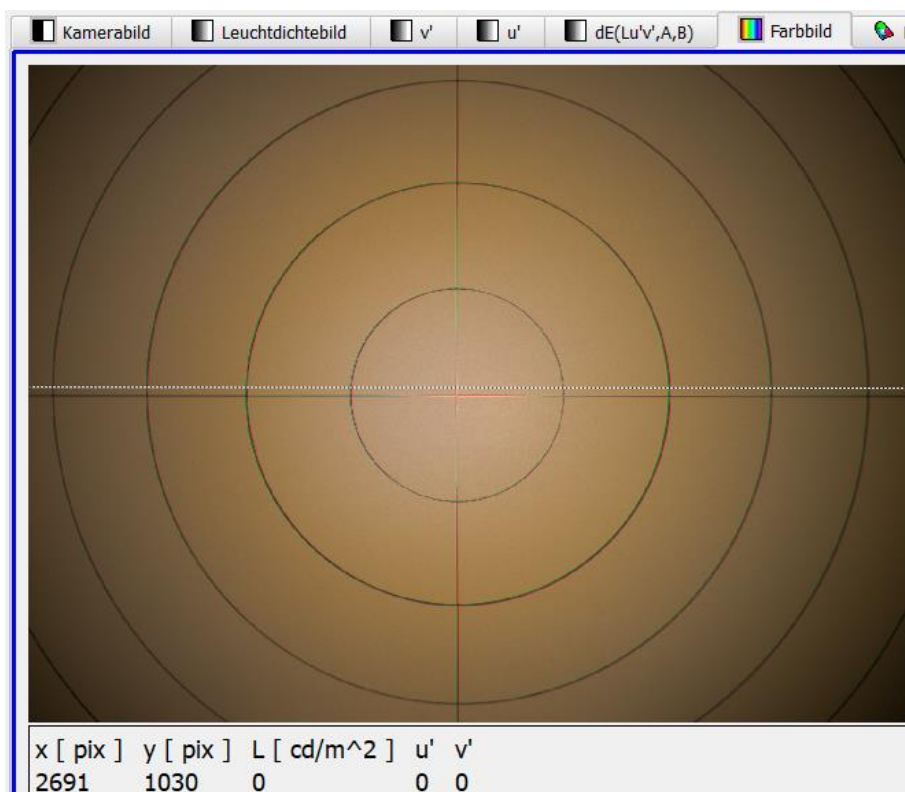 Kamerabild Leuchtdichtebild v' u' dE(Lu'v',A,B) Farbbild
x [ pix ] y [ pix ] L [ cd/m^2 ] u' v'
2691 1030 0 0 0